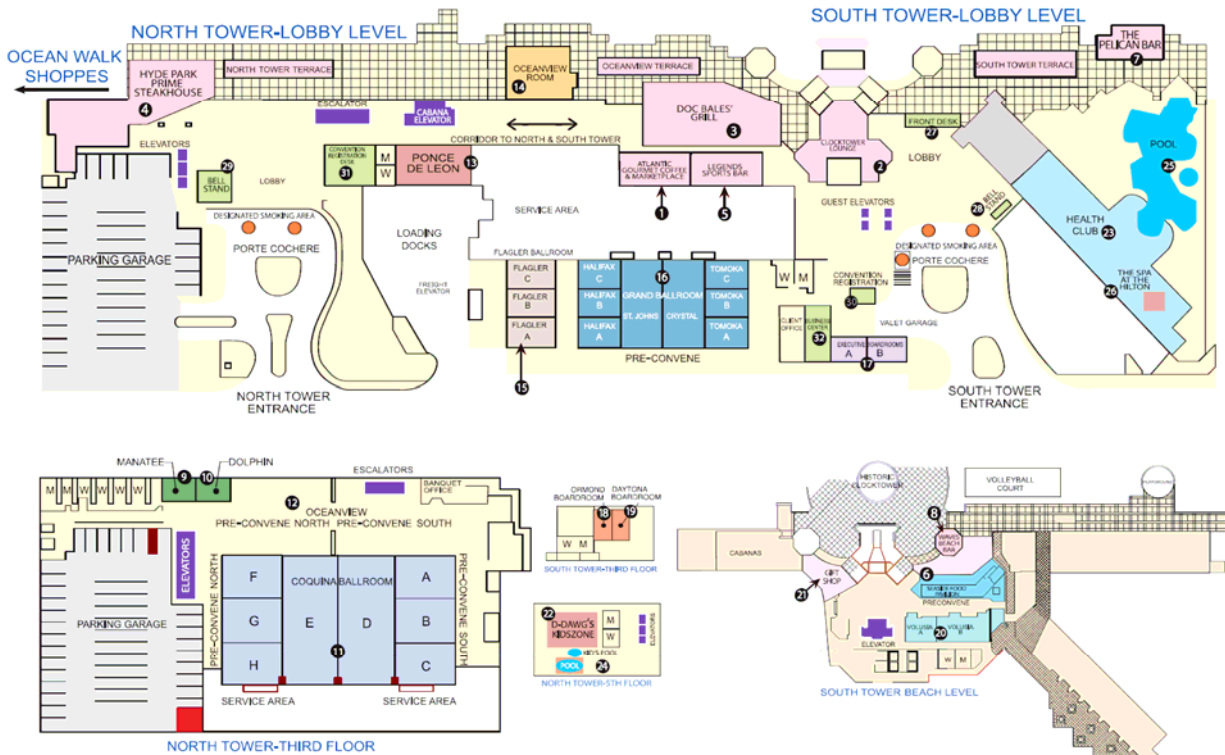 NORTH TOWER-LOBBY LEVEL
SOUTH TOWER-LOBBY LEVEL
OCEAN WALK
SHOPPES
HYDE PARK
PRIME
STEAKHOUSE
4
NORTH TOWER TERRACE
OCEANVIEW
ROOM
14
OCEANVIEW TERRACE
SOUTH TOWER TERRACE
THE
PELICAN BAR
7
ESCALATOR
CABANA
ELEVATOR
CORRIDOR TO NORTH & SOUTH TOWER
DOC BALES'
GRILL
3
CLOCKTOWER
LOUNGE
2
FRONT DESK
27
LOBBY
POOL
25
ELEVATORS
29
BELL
STAND
LOBBY
CONVENTION
REGISTRATION
DESK
31
M
W
PONCE
DE LEON
13
ATLANTIC
GOURMET COFFEE
& MARKETPLACE
LEGENDS
SPORTS BAR
1
5
SERVICE AREA
GUEST ELEVATORS
28
BELL
STAND
HEALTH
CLUB
23
DESIGNATED SMOKING AREA
PORTE COCHERE
LOADING
DOCKS
DESIGNATED SMOKING AREA
PORTE COCHERE
PARKING GARAGE
FREIGHT
ELEVATOR
FLAGLER BALLROOM
FLAGLER
C
FLAGLER
B
FLAGLER
A
15
HALIFAX
C
HALIFAX
B
HALIFAX
A
16
GRAND BALLROOM
ST. JOHNS
CRYSTAL
TOMOKA
C
TOMOKA
B
TOMOKA
A
PRE-CONVENE
W
M
CONVENTION
REGISTRATION
30
THE SPA
AT THE
HILTON
26
CLIENT
OFFICE
BUSINESS
CENTER
32
VALET GARAGE
EXECUTIVE BOARDROOMS
A
B
17
NORTH TOWER
ENTRANCE
SOUTH TOWER
ENTRANCE
MANATEE
9
10
DOLPHIN
M
M
W
W
W
W
12
OCEANVIEW
PRE-CONVENE NORTH
PRE-CONVENE SOUTH
ESCALATORS
BANQUET
OFFICE
ELEVATORS
PARKING GARAGE
PRE-CONVENE NORTH
COQUINA BALLROOM
F
G
H
E
D
A
B
C
11
PRE-CONVENE SOUTH
SERVICE AREA
SERVICE AREA
NORTH TOWER-THIRD FLOOR
ORMOND
BOARDROOM
DAYTONA
BOARDROOM
18
19
W
M
SOUTH TOWER-THIRD FLOOR
22
D-DAWG'S
KIDSZONE
M
W
ELEVATORS
KID'S POOL
POOL
24
NORTH TOWER-5TH FLOOR
HISTORIC
CLOCKTOWER
VOLLEYBALL
COURT
CABANAS
8
WAVES
BEACH
BAR
GIFT
SHOP
21
6
SEASIDE FOOD
PAVILION
PRECONVENE
VOLUSIA
A
VOLUSIA
B
20
ELEVATOR
W
M
SOUTH TOWER BEACH LEVEL